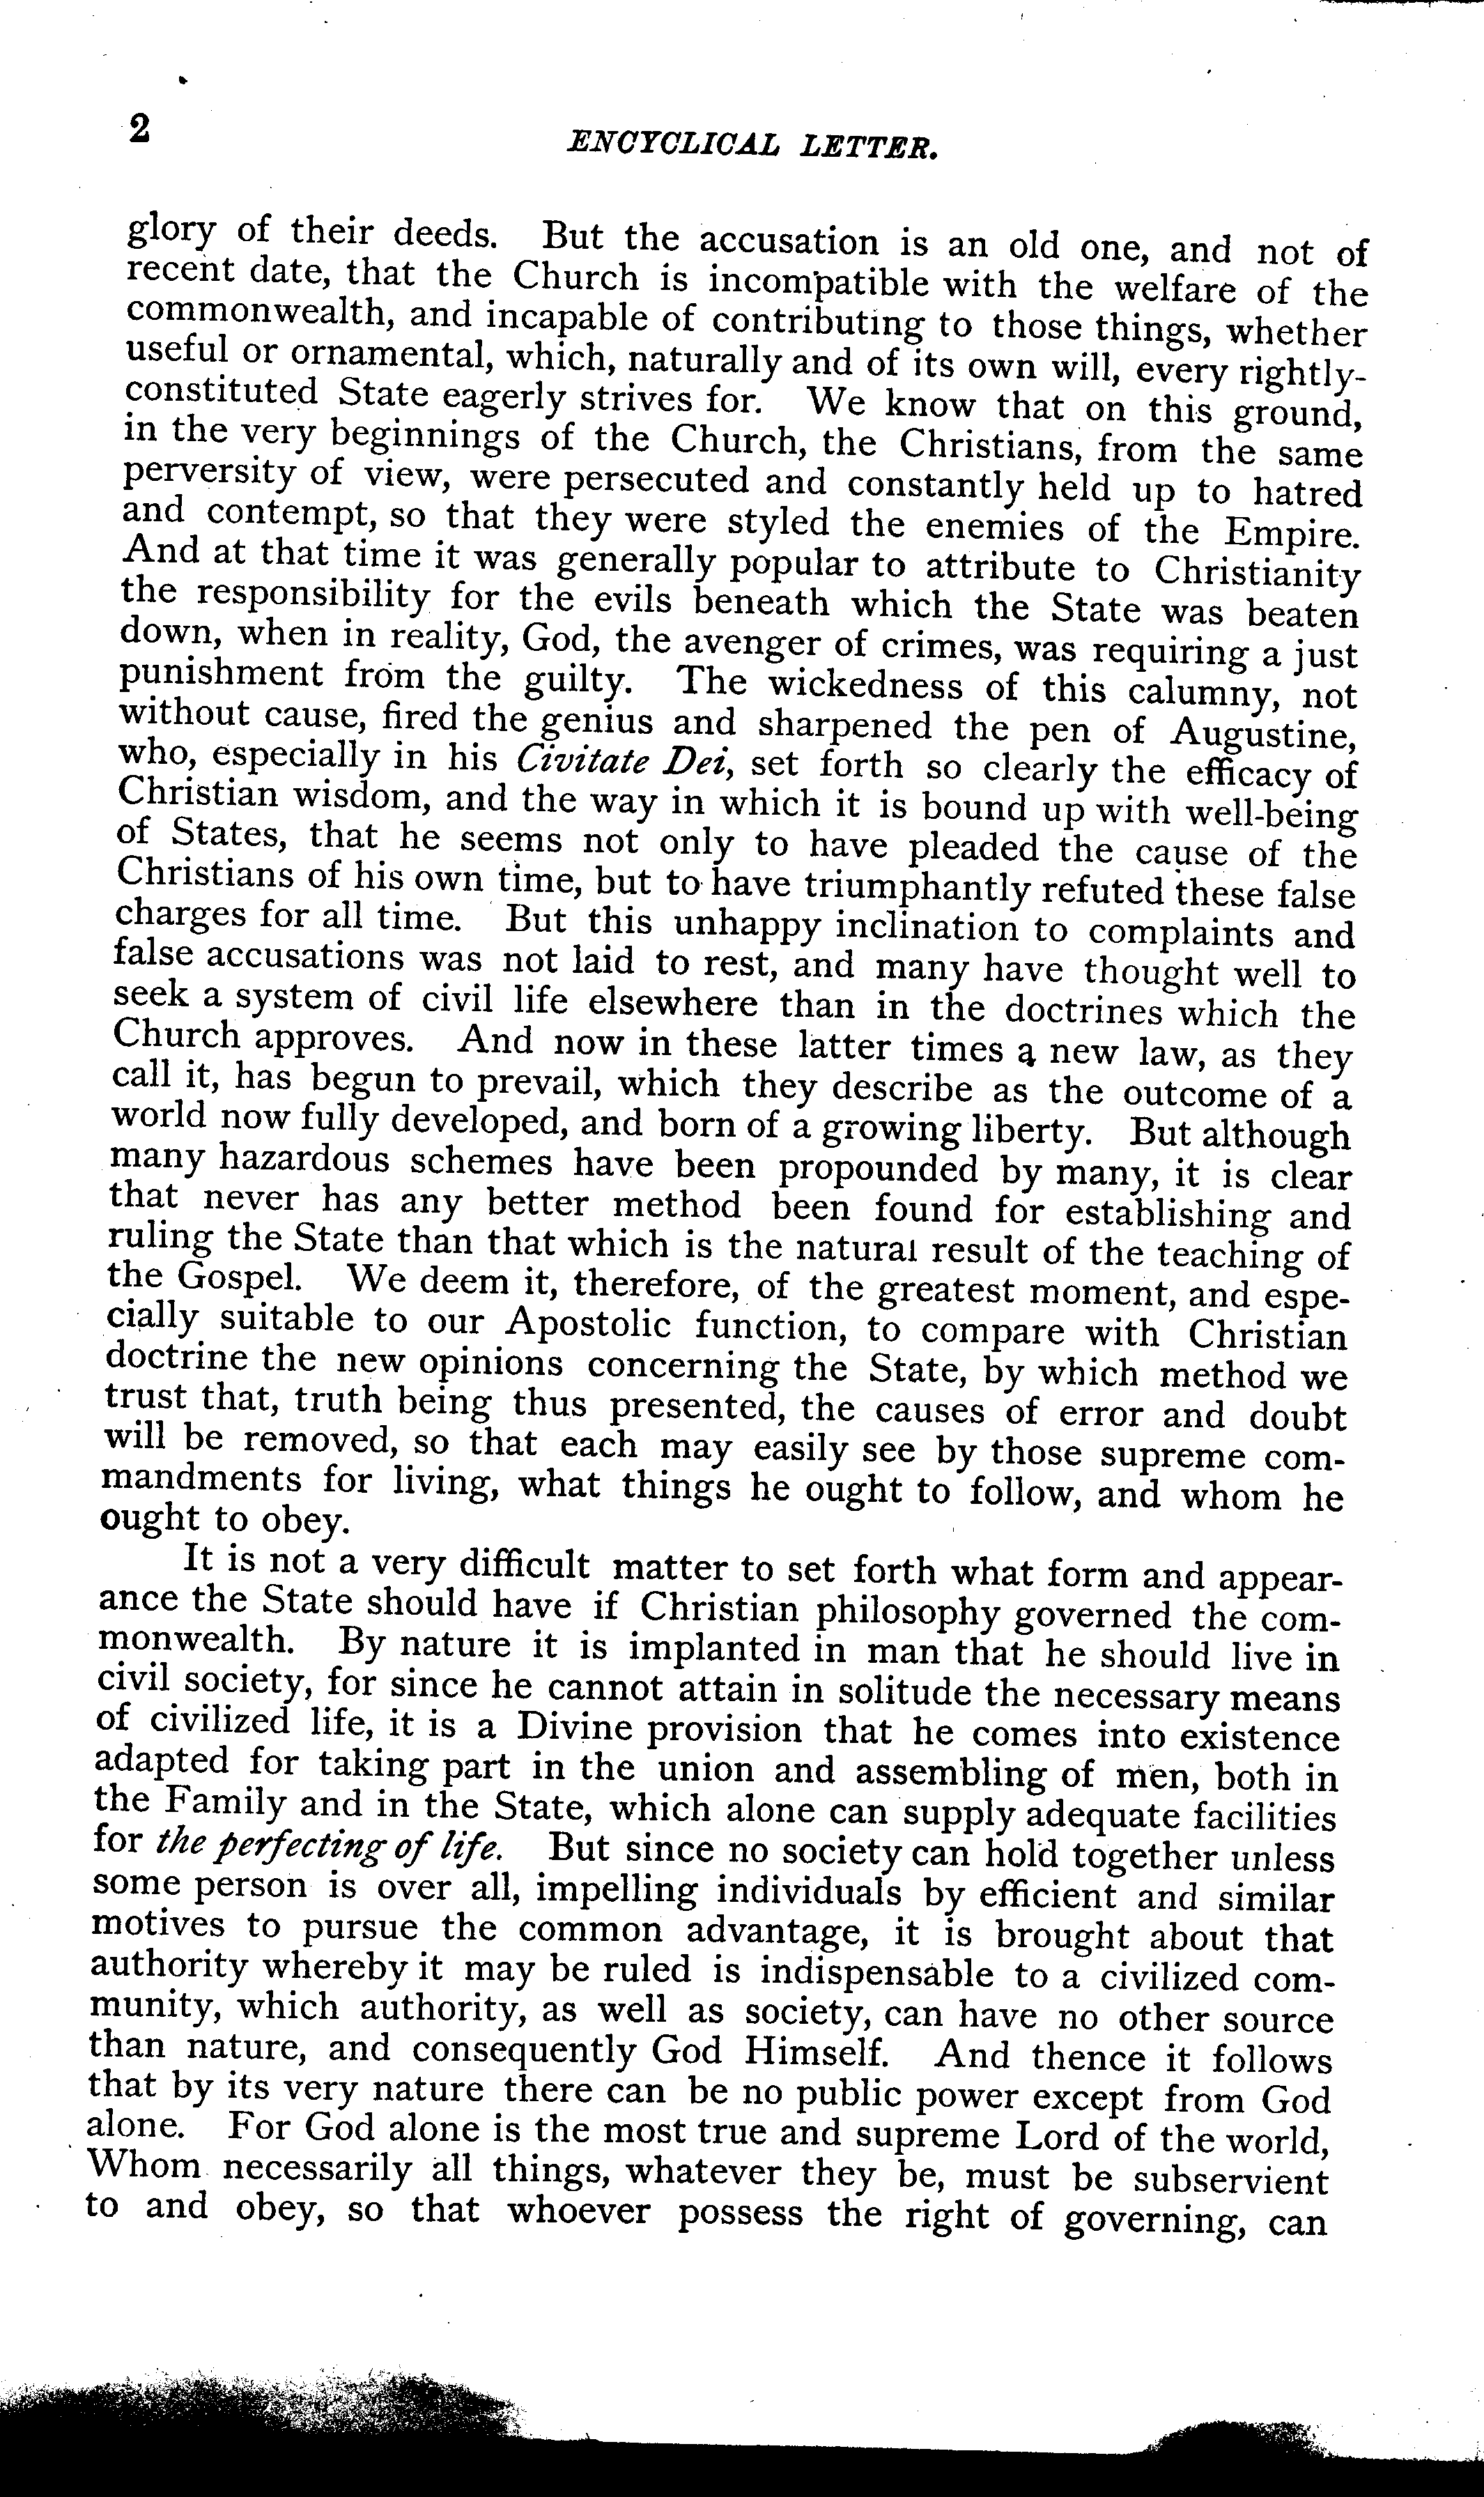 2
ENCYCLICAL LETTER.
glory of their deeds. But the accusation is an old one, and not of
recent date, that the Church is incompatible with the welfare of the
commonwealth, and incapable of contributing to those things, whether
useful or ornamental, which, naturally and of its own will, every rightly-
constituted State eagerly strives for. We know that on this ground,
in the very beginnings of the Church, the Christians, from the same
perversity of view, were persecuted and constantly held up to hatred
and contempt, so that they were styled the enemies of the Empire.
And at that time it was generally popular to attribute to Christianity
the responsibility for the evils beneath which the State was beaten
down, when in reality, God, the avenger of crimes, was requiring a just
punishment from the guilty. The wickedness of this calumny, not
without cause, fired the genius and sharpened the pen of Augustine,
who, especially in his Civitate Dei, set forth so clearly the efficacy of
Christian wisdom, and the way in which it is bound up with well-being
of States, that he seems not only to have pleaded the cause of the
Christians of his own time, but to have triumphantly refuted these false
charges for all time. But this unhappy inclination to complaints and
false accusations was not laid to rest, and many have thought well to
seek a system of civil life elsewhere than in the doctrines which the
Church approves. And now in these latter times a new law, as they
call it, has begun to prevail, which they describe as the outcome of a
world now fully developed, and born of a growing liberty. But although
many hazardous schemes have been propounded by many, it is clear
that never has any better method been found for establishing and
ruling the State than that which is the natural result of the teaching of
the Gospel. We deem it, therefore, of the greatest moment, and espe-
cially suitable to our Apostolic function, to compare with Christian
doctrine the new opinions concerning the State, by which method we
trust that, truth being thus presented, the causes of error and doubt
will be removed, so that each may easily see by those supreme com-
mandments for living, what things he ought to follow, and whom he
ought to obey.
It is not a very difficult matter to set forth what form and appear-
ance the State should have if Christian philosophy governed the com-
monwealth. By nature it is implanted in man that he should live in
civil society, for since he cannot attain in solitude the necessary means
of civilized life, it is a Divine provision that he comes into existence
adapted for taking part in the union and assembling of men, both in
the Family and in the State, which alone can supply adequate facilities
for the perfecting of life. But since no society can hold together unless
some person is over all, impelling individuals by efficient and similar
motives to pursue the common advantage, it is brought about that
authority whereby it may be ruled is indispensable to a civilized com-
munity, which authority, as well as society, can have no other source
than nature, and consequently God Himself. And thence it follows
that by its very nature there can be no public power except from God
alone. For God alone is the most true and supreme Lord of the world,
Whom necessarily all things, whatever they be, must be subservient
to and obey, so that whoever possess the right of governing, can